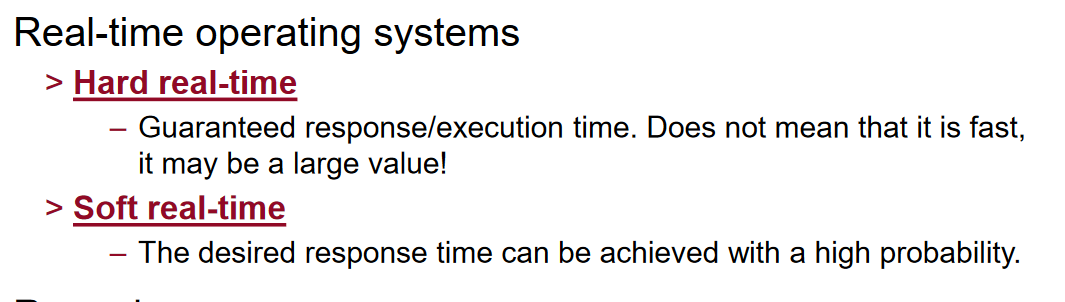 Real-time operating systems
> Hard real-time
– Guaranteed response/execution time. Does not mean that it is fast,
it may be a large value!
> Soft real-time
– The desired response time can be achieved with a high probability.